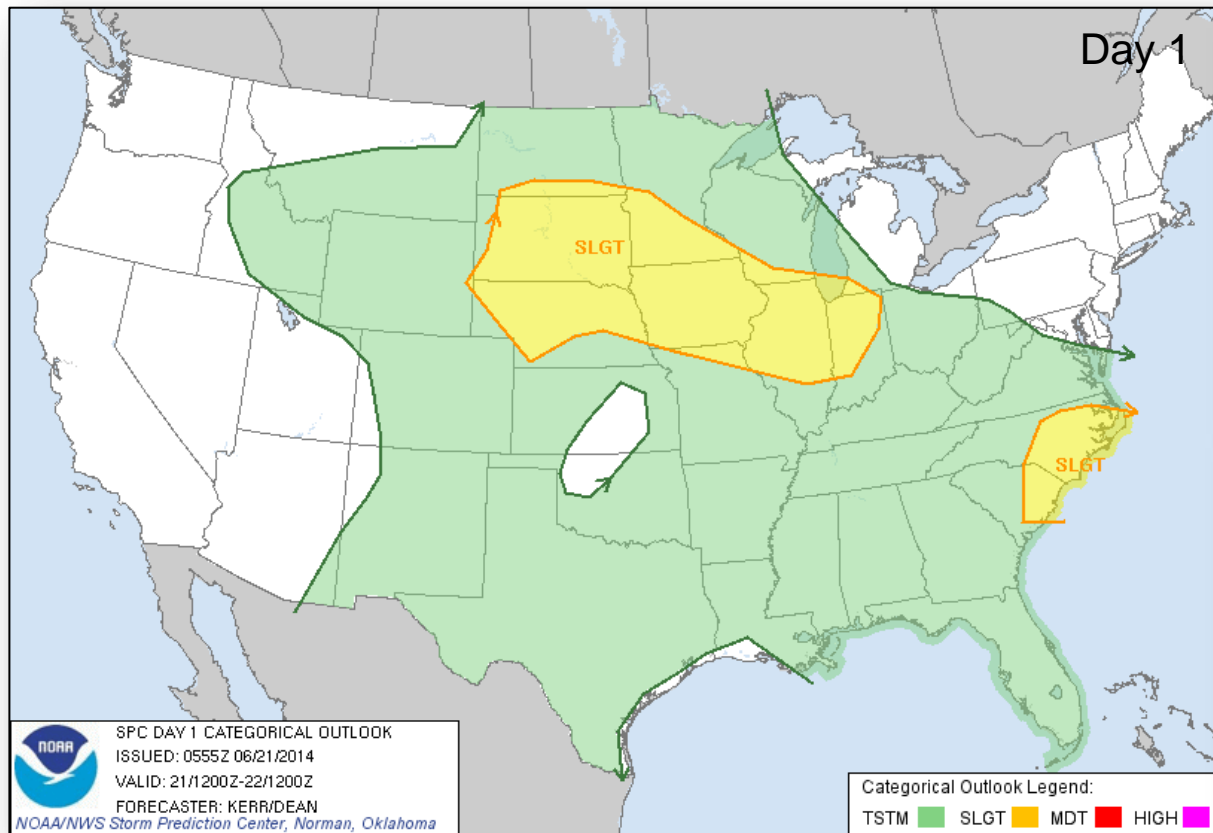 Day 1
SLGT
SLGT
NOAA
SPC DAY 1 CATEGORICAL OUTLOOK
ISSUED: 0555Z 06/21/2014
VALID: 21/1200Z-22/1200Z
FORECASTER: KERR/DEAN
NOAA/NWS Storm Prediction Center, Norman, Oklahoma
Categorical Outlook Legend:
TSTM SLGT MDT HIGH